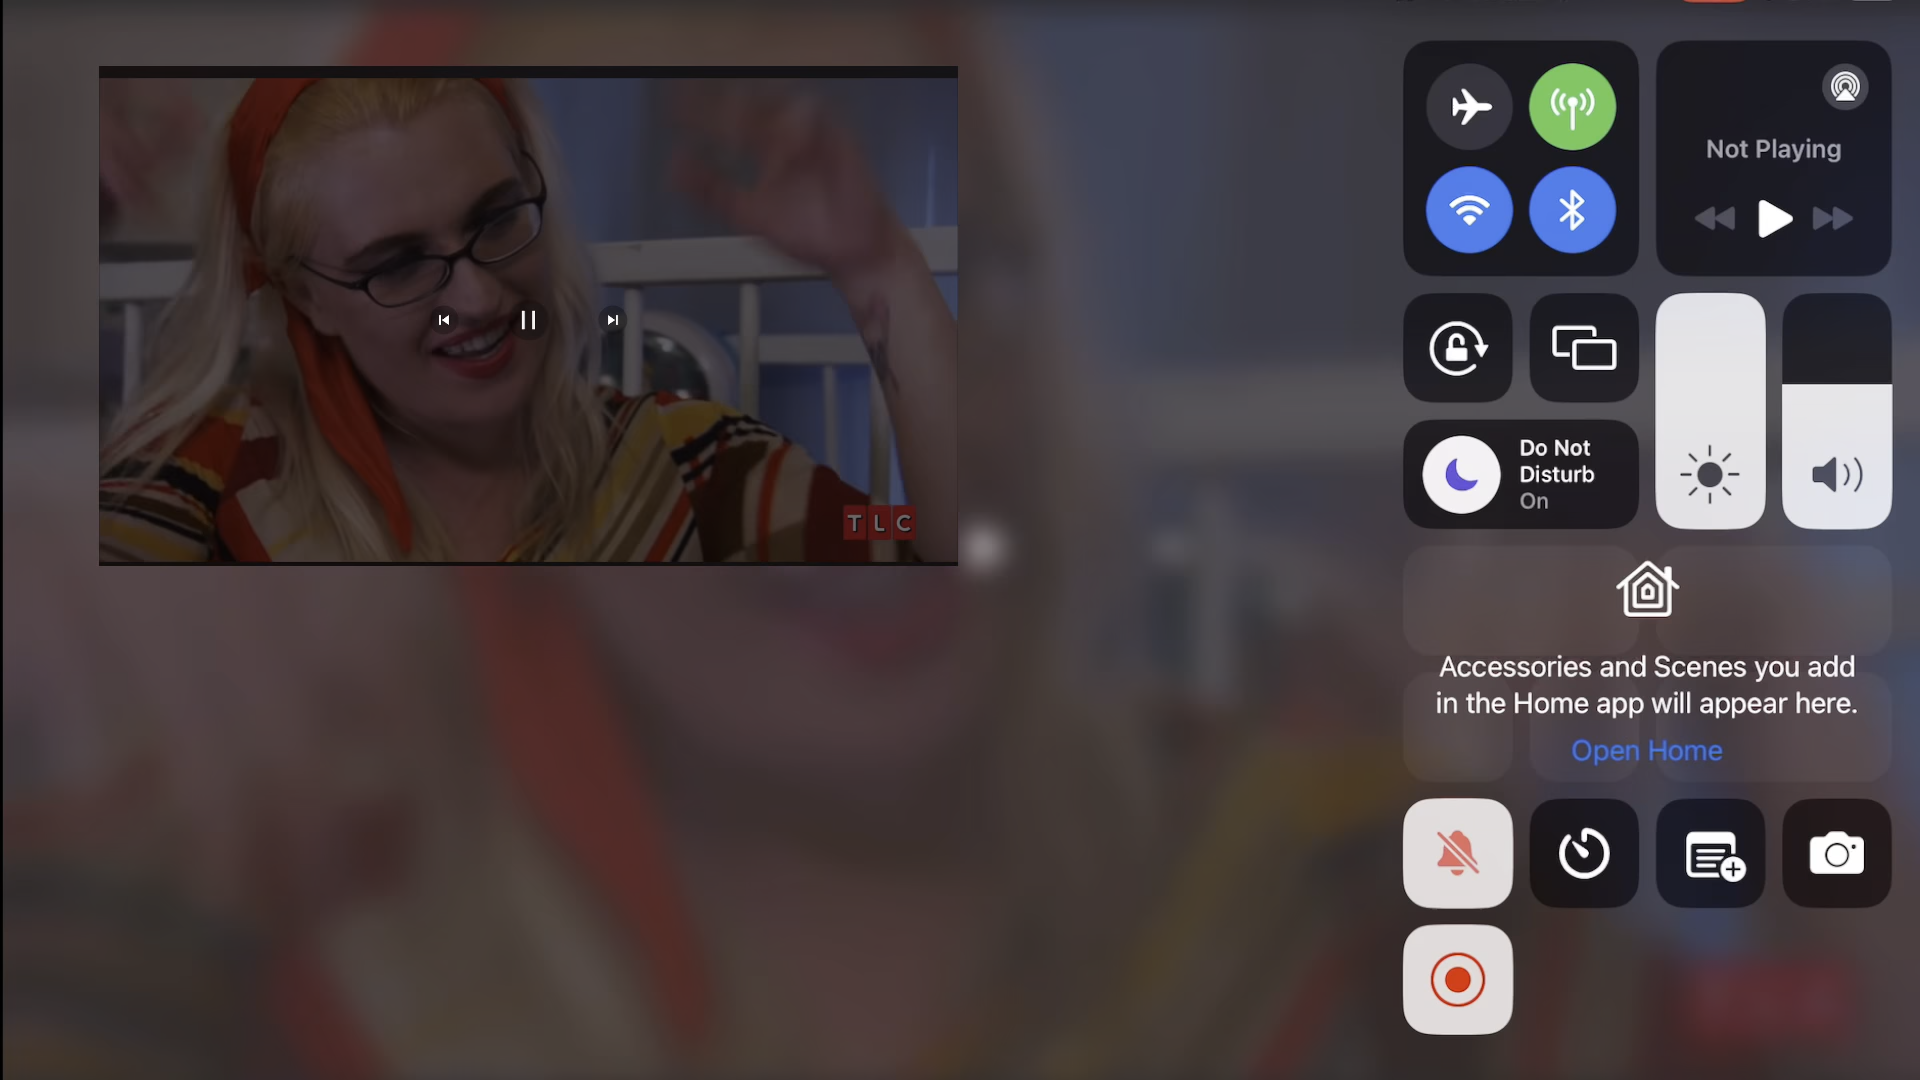 TLC
Not Playing
Do Not
Disturb
On
Accessories and Scenes you add
in the Home app will appear here.
Open Home